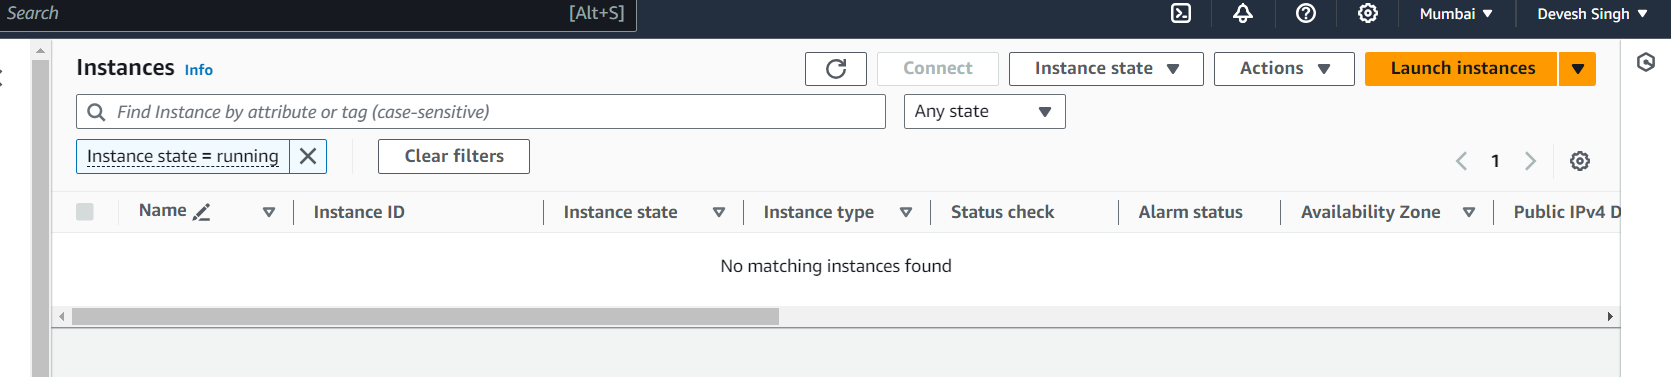 Search [Alt+S] Mumbai Devesh Singh
Instances Info Connect Instance state Actions Launch instances
Find Instance by attribute or tag (case-sensitive) Any state
Instance state = running Clear filters 1
Name Instance ID Instance state Instance type Status check Alarm status Availability Zone Public IPv4 D
No matching instances found